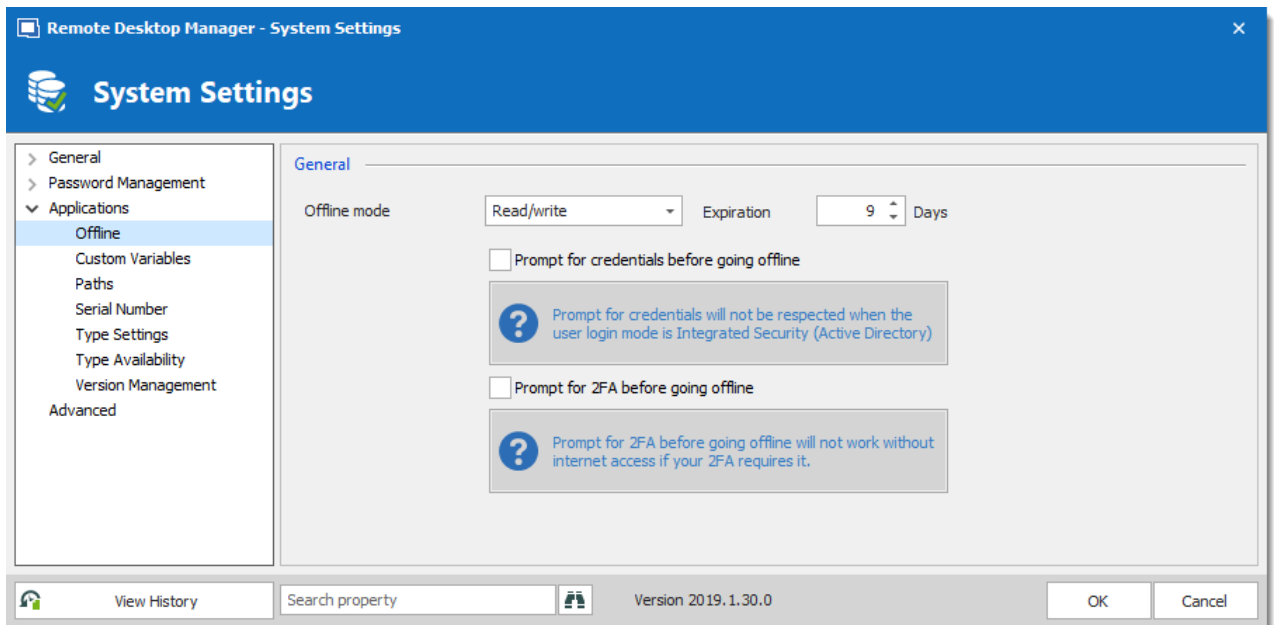 Remote Desktop Manager - System Settings
System Settings
General
Password Management
Applications
Offline
Custom Variables
Paths
Serial Number
Type Settings
Type Availability
Version Management
Advanced
General
Offline mode Read/write Expiration 9 Days
Prompt for credentials before going offline
Prompt for credentials will not be respected when the
user login mode is Integrated Security (Active Directory)
Prompt for 2FA before going offline
Prompt for 2FA before going offline will not work without
internet access if your 2FA requires it.
View History Search property Version 2019.1.30.0 OK Cancel